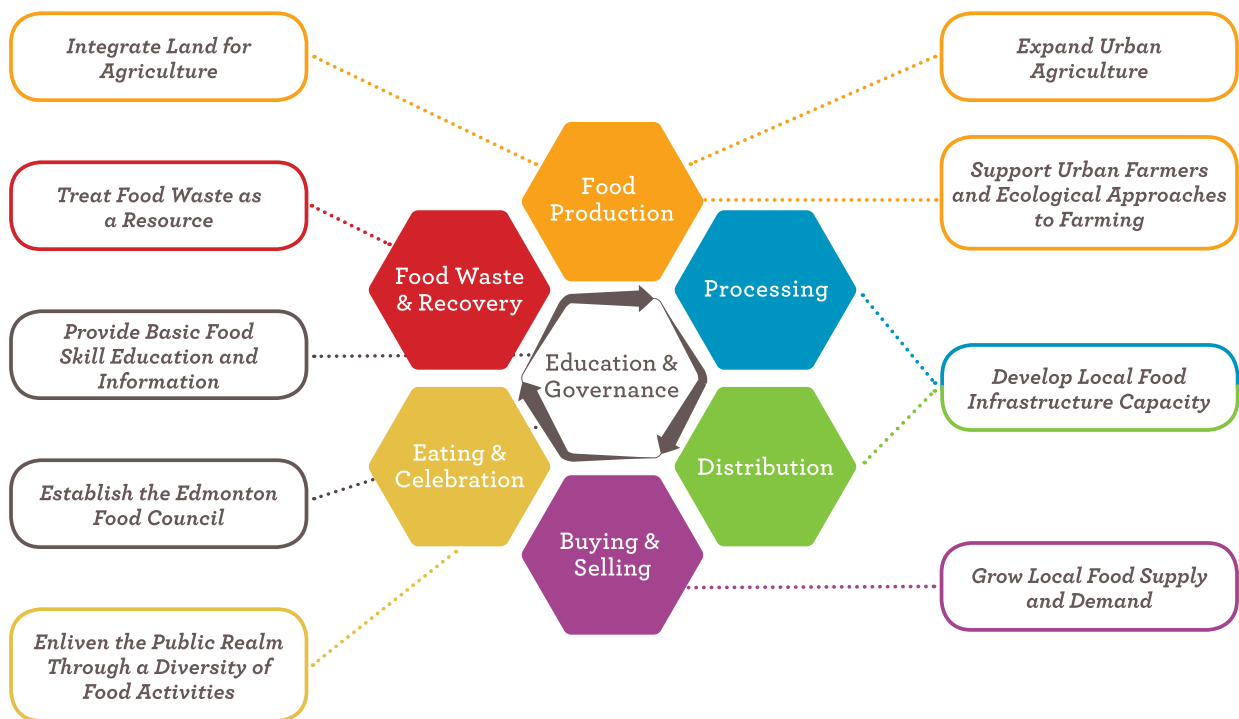 Integrate Land for
Agriculture
Expand Urban
Agriculture
Treat Food Waste as
a Resource
Support Urban Farmers
and Ecological Approaches
to Farming
Food
Production
Food Waste
& Recovery
Processing
Provide Basic Food
Skill Education and
Information
Education &
Governance
Develop Local Food
Infrastructure Capacity
Eating &
Celebration
Distribution
Establish the Edmonton
Food Council
Buying &
Selling
Grow Local Food Supply
and Demand
Enliven the Public Realm
Through a Diversity of
Food Activities